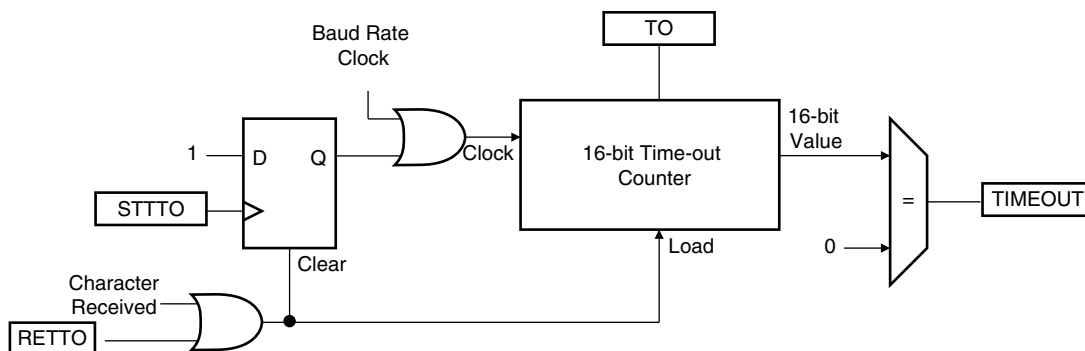 TO
Baud Rate
Clock
16-bit
Value
1
D
Q
Clock
16-bit Time-out
Counter
STTTO
=
TIMEOUT
Clear
Load
0
Character
Received
RETTO